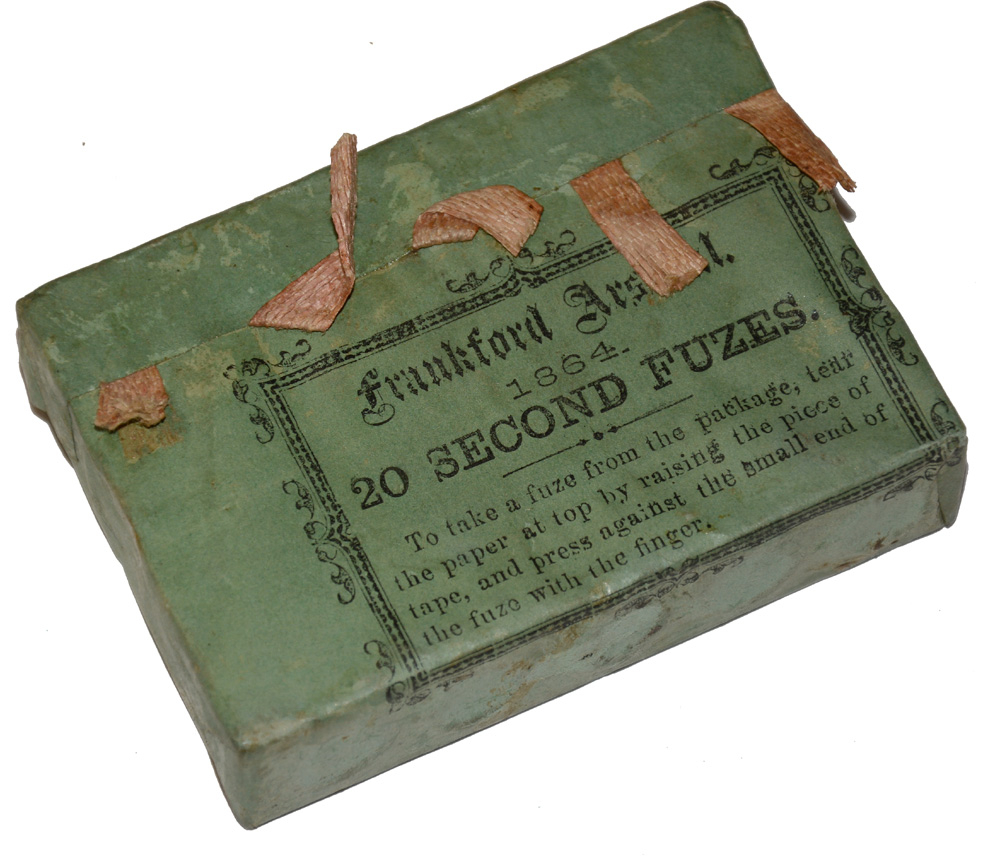 Frankford Arsenal.
1864.
20 SECOND FUZES.
To take a fuze from the package, tear
the paper at top by raising the piece of
tape, and press against the small end of
the fuze with the finger.